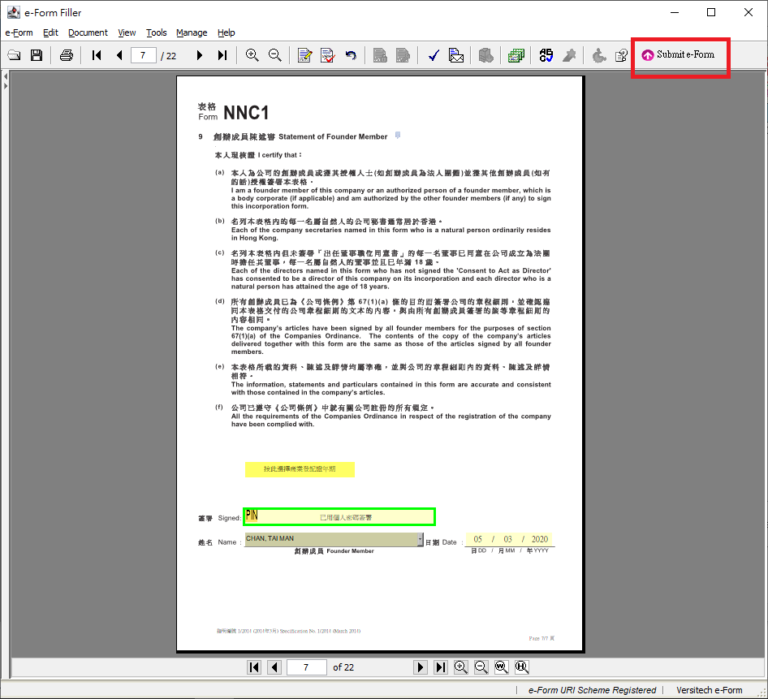 e-Form Filler
e-Form Edit Document View Tools Manage Help
7 / 22
Submit e-Form
表格
Form NNC1
9 創辦成員陳述書 Statement of Founder Member
本人現核證 I certify that：
(a) 本人為公司的創辦成員或獲其授權人士(如創辦成員為法人團體)並獲其他創辦成員(如有
的話)授權簽署本表格。
I am a founder member of this company or an authorized person of a founder member, which is
a body corporate (if applicable) and am authorized by the other founder members (if any) to sign
this incorporation form.
(b) 名列本表格內的每一名屬自然人的公司秘書通常居於香港。
Each of the company secretaries named in this form who is a natural person ordinarily resides
in Hong Kong.
(c) 名列本表格內但未簽署「出任董事職位同意書」的每一名董事已同意在公司成立為法團
時擔任其董事，每一名屬自然人的董事並且已年滿 18 歲。
Each of the directors named in this form who has not signed the 'Consent to Act as Director'
has consented to be a director of this company on its incorporation and each director who is a
natural person has attained the age of 18 years.
(d) 所有創辦成員已為《公司條例》第 67(1)(a) 條的目的而簽署公司的章程細則，並確認連
同本表格交付的公司章程細則的文本的內容，與由所有創辦成員簽署的該等章程細則的
內容相同。
The company's articles have been signed by all founder members for the purposes of section
67(1)(a) of the Companies Ordinance. The contents of the copy of the company's articles
delivered together with this form are the same as those of the articles signed by all founder
members.
(e) 本表格所載的資料、陳述及詳情均屬準確，並與公司的章程細則內的資料、陳述及詳情
相符。
The information, statements and particulars contained in this form are accurate and consistent
with those contained in the company's articles.
(f) 公司已遵守《公司條例》中就有關公司註冊的所有規定。
All the requirements of the Companies Ordinance in respect of the registration of the company
have been complied with.
按此選擇商業登記證年期
簽署 Signed: PIN 已用個人密碼簽署
姓名 Name : CHAN, TAI MAN 日期 Date : 05 / 03 / 2020
創辦成員 Founder Member 日DD / 月MM / 年YYYY
7 of 22
e-Form URI Scheme Registered Versitech e-Form